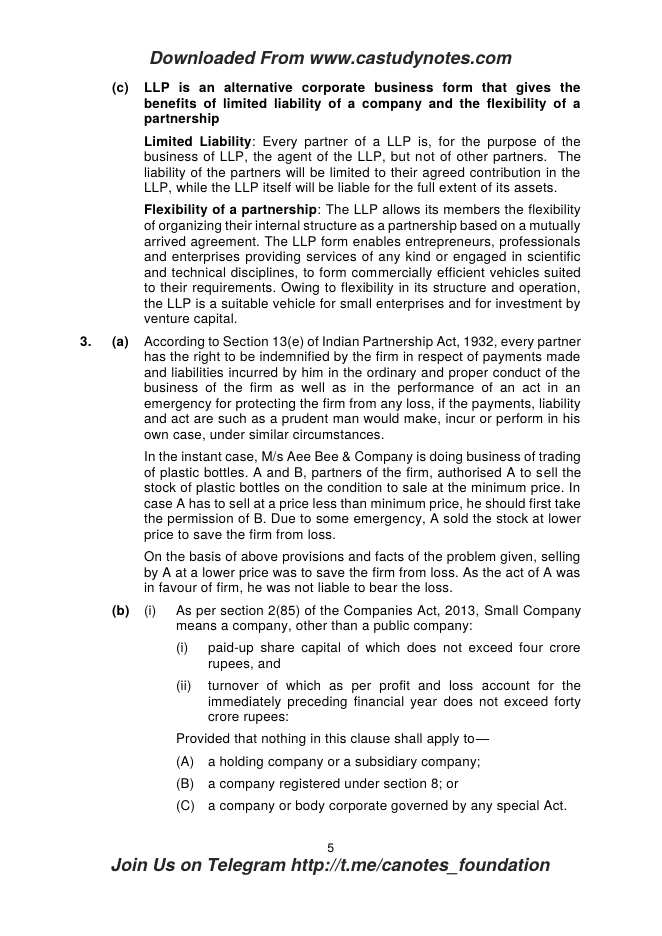 Downloaded From www.castudynotes.com
(c) LLP is an alternative corporate business form that gives the
benefits of limited liability of a company and the flexibility of a
partnership
Limited Liability: Every partner of a LLP is, for the purpose of the
business of LLP, the agent of the LLP, but not of other partners. The
liability of the partners will be limited to their agreed contribution in the
LLP, while the LLP itself will be liable for the full extent of its assets.
Flexibility of a partnership: The LLP allows its members the flexibility
of organizing their internal structure as a partnership based on a mutually
arrived agreement. The LLP form enables entrepreneurs, professionals
and enterprises providing services of any kind or engaged in scientific
and technical disciplines, to form commercially efficient vehicles suited
to their requirements. Owing to flexibility in its structure and operation,
the LLP is a suitable vehicle for small enterprises and for investment by
venture capital.
3. (a) According to Section 13(e) of Indian Partnership Act, 1932, every partner
has the right to be indemnified by the firm in respect of payments made
and liabilities incurred by him in the ordinary and proper conduct of the
business of the firm as well as in the performance of an act in an
emergency for protecting the firm from any loss, if the payments, liability
and act are such as a prudent man would make, incur or perform in his
own case, under similar circumstances.
In the instant case, M/s Aee Bee & Company is doing business of trading
of plastic bottles. A and B, partners of the firm, authorised A to sell the
stock of plastic bottles on the condition to sale at the minimum price. In
case A has to sell at a price less than minimum price, he should first take
the permission of B. Due to some emergency, A sold the stock at lower
price to save the firm from loss.
On the basis of above provisions and facts of the problem given, selling
by A at a lower price was to save the firm from loss. As the act of A was
in favour of firm, he was not liable to bear the loss.
(b) (i) As per section 2(85) of the Companies Act, 2013, Small Company
means a company, other than a public company:
(i) paid-up share capital of which does not exceed four crore
rupees, and
(ii) turnover of which as per profit and loss account for the
immediately preceding financial year does not exceed forty
crore rupees:
Provided that nothing in this clause shall apply to—
(A) a holding company or a subsidiary company;
(B) a company registered under section 8; or
(C) a company or body corporate governed by any special Act.
5
Join Us on Telegram http://t.me/canotes_foundation